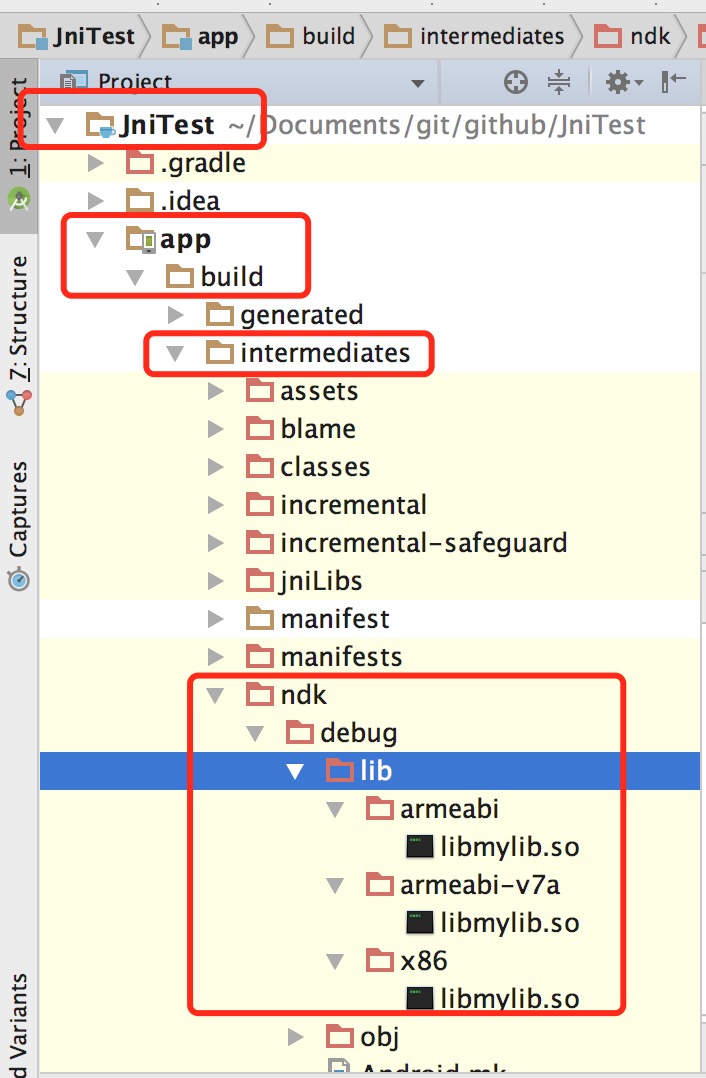 JniTest app build intermediates ndk
Project
1: Project
JniTest ~/Documents/git/github/JniTest
.gradle
.idea
app
build
generated
7: Structure
intermediates
assets
blame
classes
Captures
incremental
incremental-safeguard
jniLibs
manifest
manifests
ndk
debug
lib
armeabi
libmylib.so
armeabi-v7a
libmylib.so
x86
libmylib.so
d Variants
obj
Android.mk